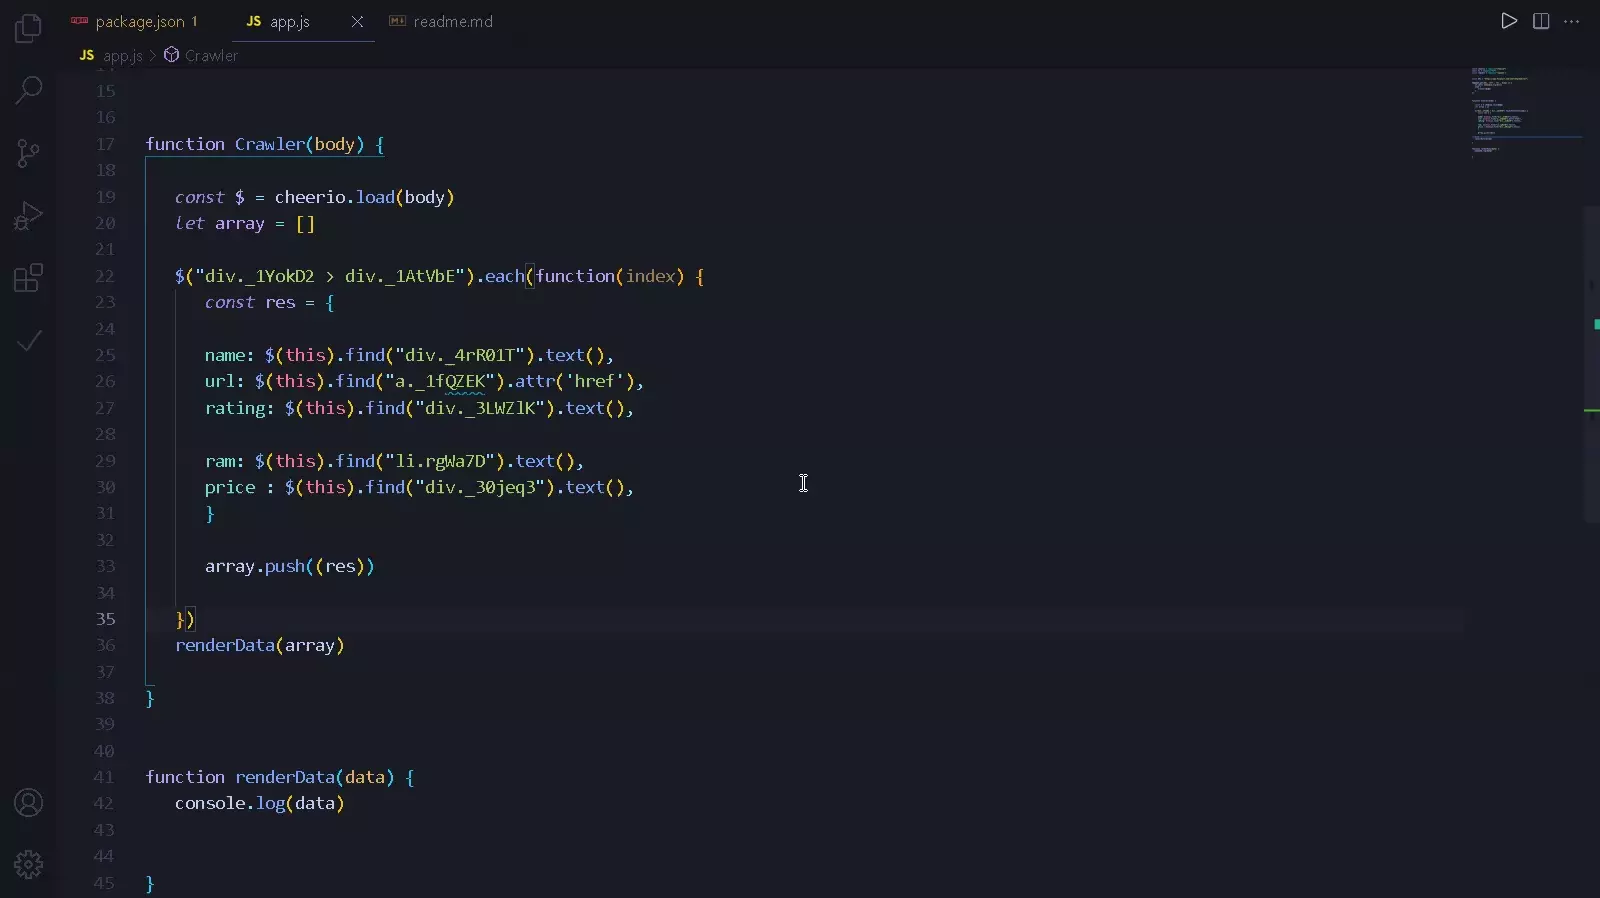 package.json 1
JS app.js
readme.md
JS app.js > Crawler
15
16
17 function Crawler(body) {
18
19 const $ = cheerio.load(body)
20 let array = []
21
22 $("div._1YokD2 > div._1AtVbE").each(function(index) {
23 const res = {
24
25 name: $(this).find("div._4rR01T").text(),
26 url: $(this).find("a._1fQZEK").attr('href'),
27 rating: $(this).find("div._3LWZlK").text(),
28
29 ram: $(this).find("li.rgWa7D").text(),
30 price : $(this).find("div._30jeq3").text(),
31 }
32
33 array.push((res))
34
35 })
36 renderData(array)
37
38 }
39
40
41 function renderData(data) {
42 console.log(data)
43
44
45 }